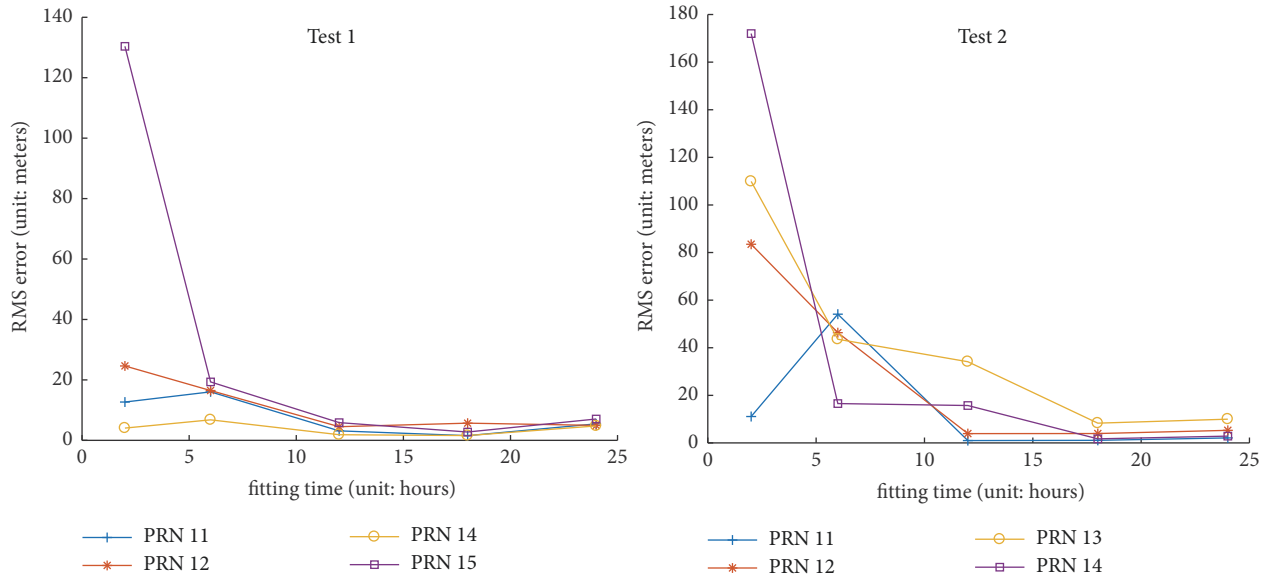 Test 1
RMS error (unit: meters)
140
120
100
80
60
40
20
0
0 5 10 15 20 25
fitting time (unit: hours)
PRN 11
PRN 12
PRN 14
PRN 15
Test 2
RMS error (unit: meters)
180
160
140
120
100
80
60
40
20
0
0 5 10 15 20 25
fitting time (unit: hours)
PRN 11
PRN 12
PRN 13
PRN 14